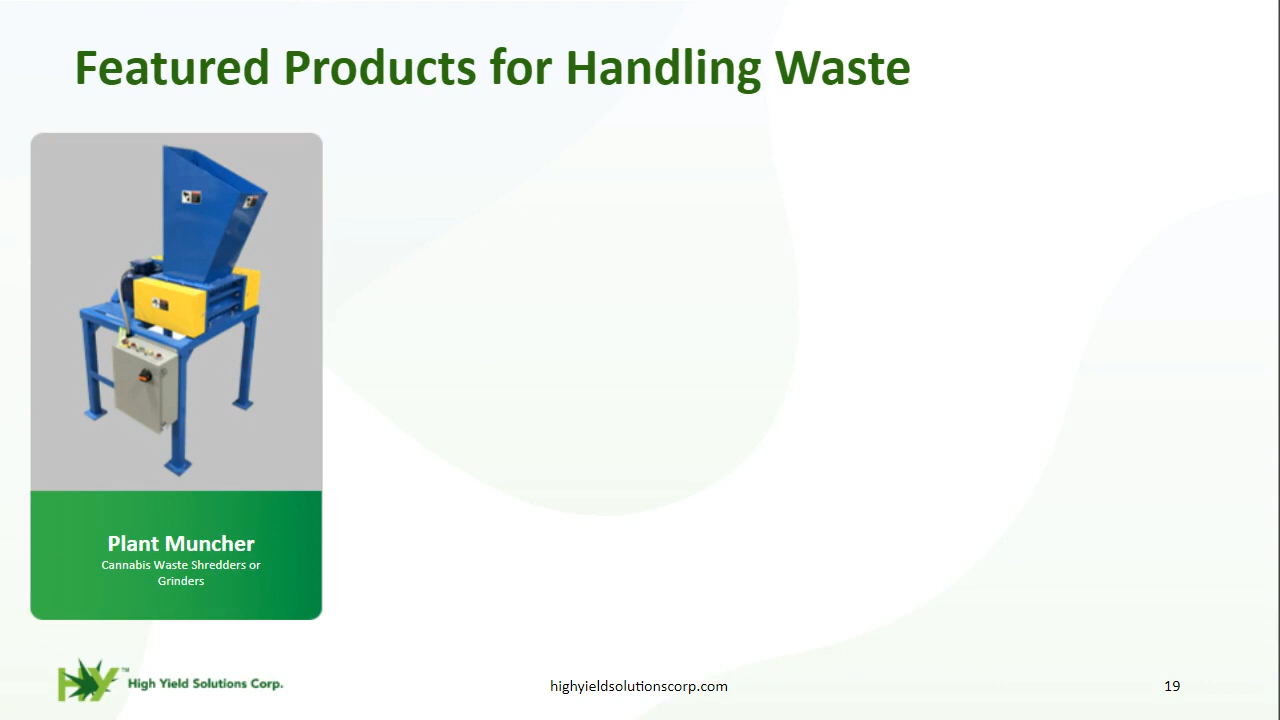 Featured Products for Handling Waste
Plant Muncher
Cannabis Waste Shredders or
Grinders
HY™ High Yield Solutions Corp.
highyieldsolutionscorp.com
19